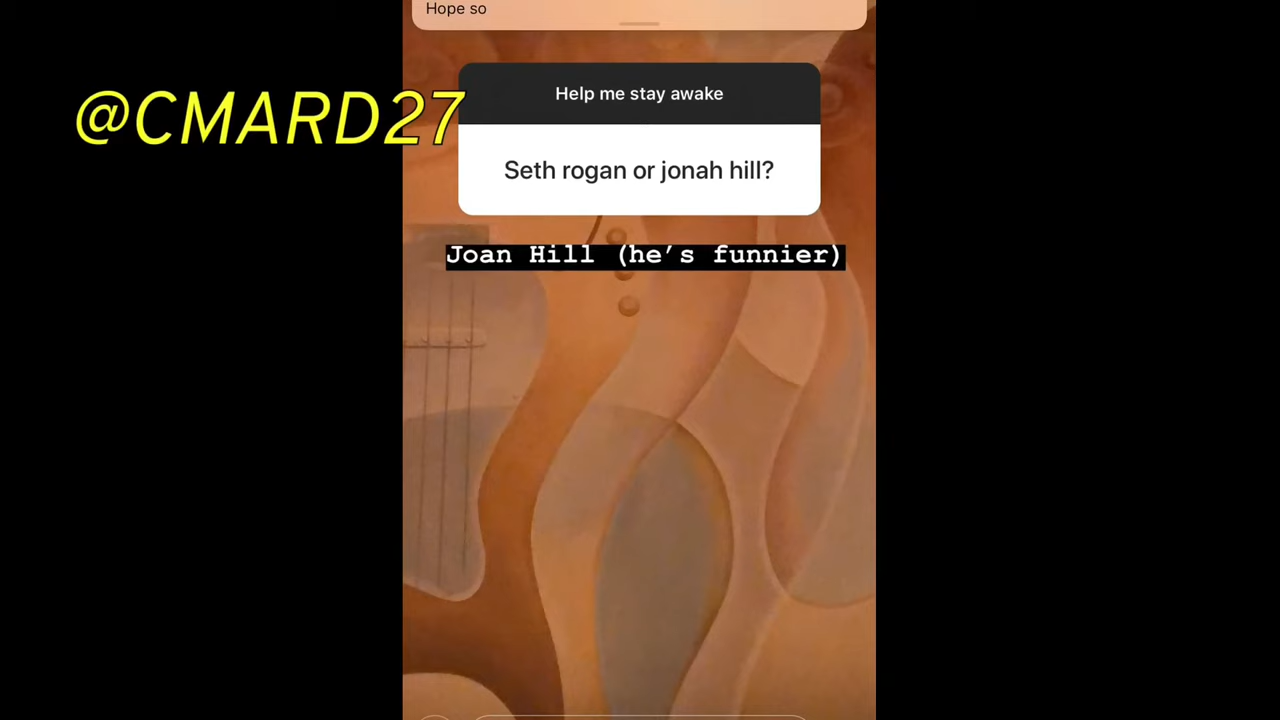 Hope so
@CMARD27
Help me stay awake
Seth rogan or jonah hill?
Joan Hill (he’s funnier)